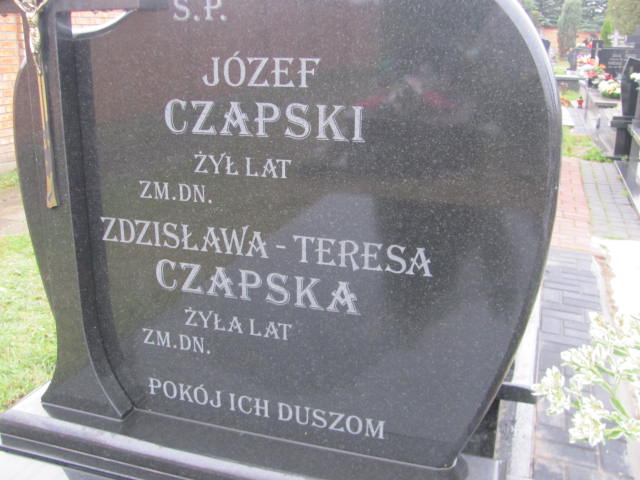 Ś.P.
JÓZEF
CZAPSKI
ŻYŁ LAT
ZM.DN.
ZDZISŁAWA - TERESA
CZAPSKA
ŻYŁA LAT
ZM.DN.
POKÓJ ICH DUSZOM